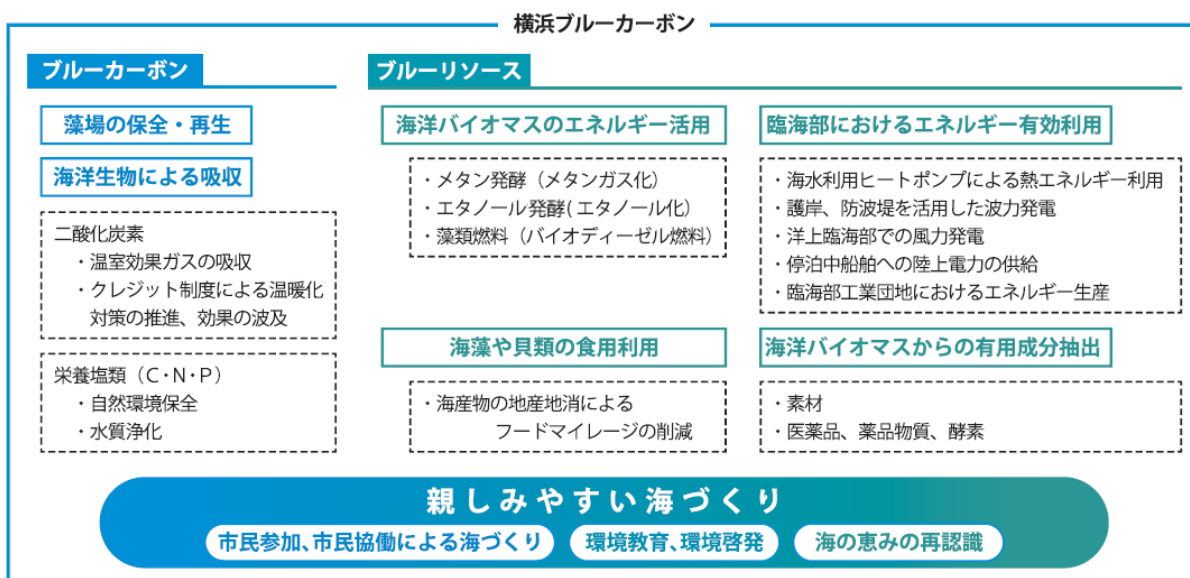 横浜ブルーカーボン
ブルーカーボン
藻場の保全・再生
海洋生物による吸収
二酸化炭素
・温室効果ガスの吸収
・クレジット制度による温暖化
対策の推進、効果の波及
栄養塩類（C・N・P）
・自然環境保全
・水質浄化
ブルーリソース
海洋バイオマスのエネルギー活用
・メタン発酵（メタンガス化）
・エタノール発酵(エタノール化）
・藻類燃料（バイオディーゼル燃料）
臨海部におけるエネルギー有効利用
・海水利用ヒートポンプによる熱エネルギー利用
・護岸、防波堤を活用した波力発電
・洋上臨海部での風力発電
・停泊中船舶への陸上電力の供給
・臨海部工業団地におけるエネルギー生産
海藻や貝類の食用利用
・海産物の地産地消による
フードマイレージの削減
海洋バイオマスからの有用成分抽出
・素材
・医薬品、薬品物質、酵素
親しみやすい海づくり
市民参加、市民協働による海づくり
環境教育、環境啓発
海の恵みの再認識